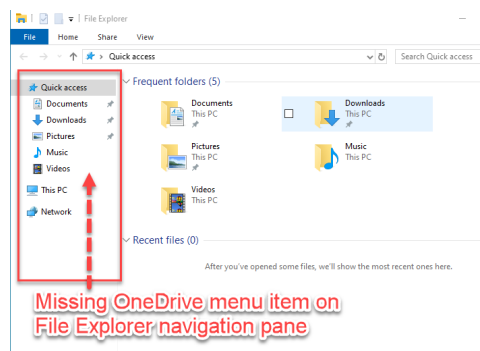 File Explorer
File Home Share View
Quick access Search Quick access
Quick access
Documents
Downloads
Pictures
Music
Videos
This PC
Network
Frequent folders (5)
Documents
This PC
Downloads
This PC
Pictures
This PC
Music
This PC
Videos
This PC
Recent files (0)
After you've opened some files, we'll show the most recent ones here.
Missing OneDrive menu item on
File Explorer navigation pane